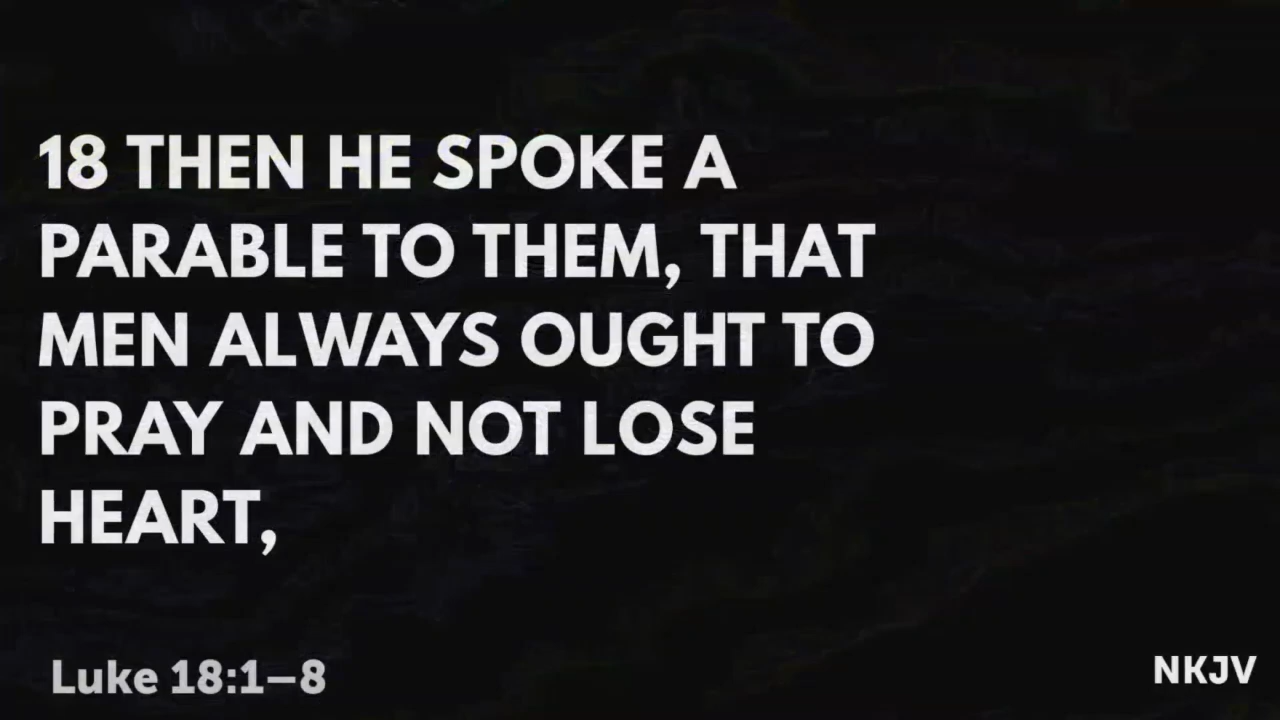 18 THEN HE SPOKE A
PARABLE TO THEM, THAT
MEN ALWAYS OUGHT TO
PRAY AND NOT LOSE
HEART,
Luke 18:1–8
NKJV